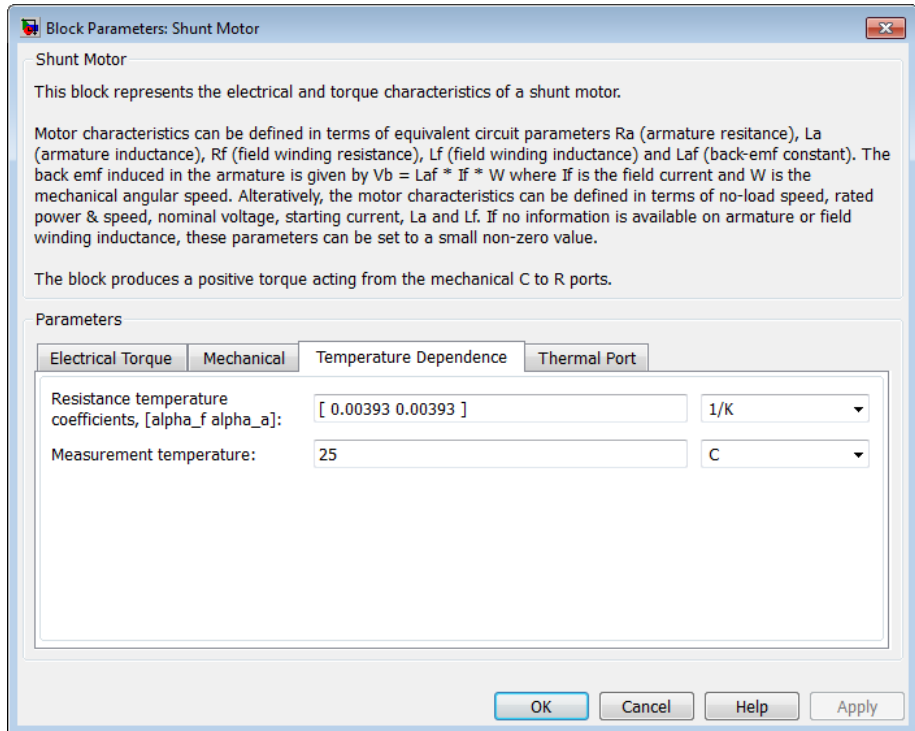 Block Parameters: Shunt Motor
Shunt Motor
This block represents the electrical and torque characteristics of a shunt motor.
Motor characteristics can be defined in terms of equivalent circuit parameters Ra (armature resitance), La
(armature inductance), Rf (field winding resistance), Lf (field winding inductance) and Laf (back-emf constant). The
back emf induced in the armature is given by Vb = Laf * If * W where If is the field current and W is the
mechanical angular speed. Alteratively, the motor characteristics can be defined in terms of no-load speed, rated
power & speed, nominal voltage, starting current, La and Lf. If no information is available on armature or field
winding inductance, these parameters can be set to a small non-zero value.
The block produces a positive torque acting from the mechanical C to R ports.
Parameters
Electrical Torque Mechanical Temperature Dependence Thermal Port
Resistance temperature
coefficients, [alpha_f alpha_a]: [ 0.00393 0.00393 ] 1/K
Measurement temperature: 25 C
OK Cancel Help Apply